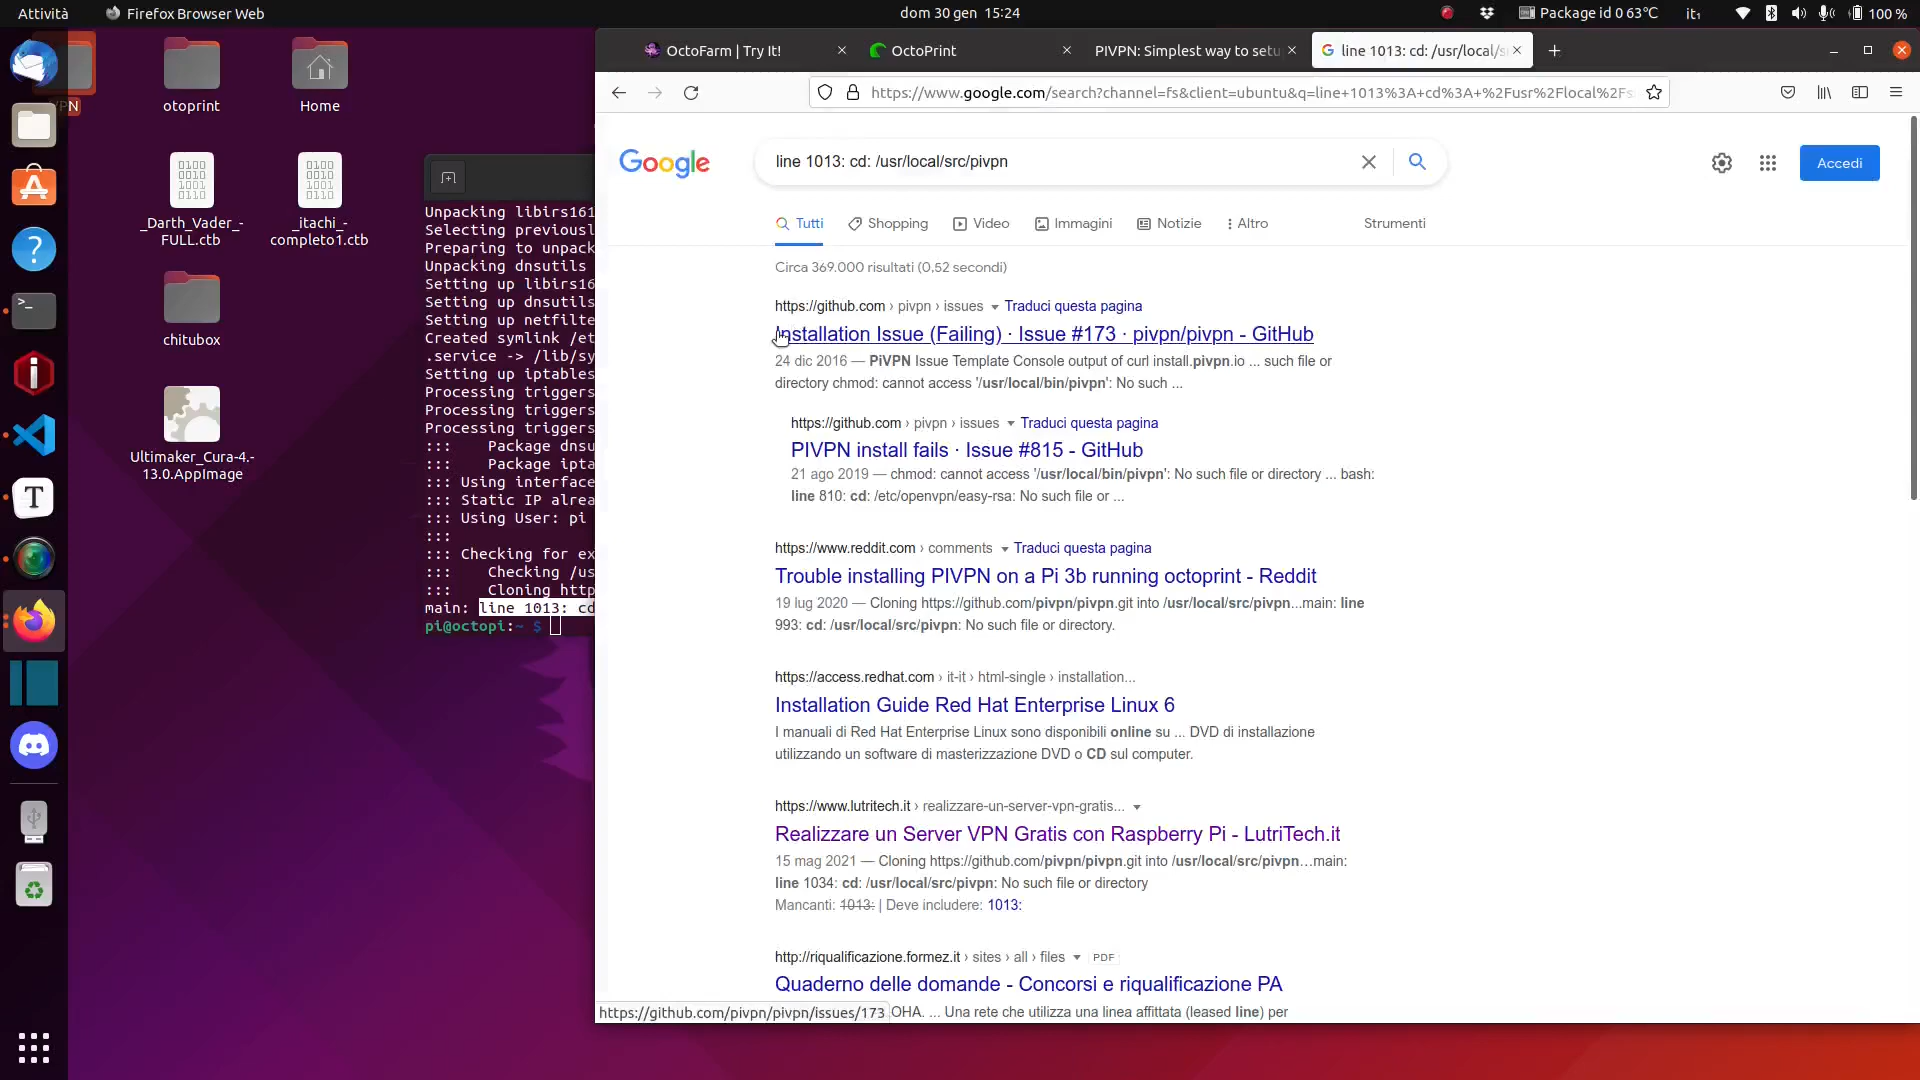 Attività
Firefox Browser Web
dom 30 gen 15:24
Package id 0 63°C
it₁
100 %
OctoFarm | Try It!
OctoPrint
PIVPN: Simplest way to setu
line 1013: cd: /usr/local/s
https://www.google.com/search?channel=fs&client=ubuntu&q=line+1013%3A+cd%3A+%2Fusr%2Flocal%2Fs
PN
otoprint
Home
_Darth_Vader_-
FULL.ctb
_itachi_-
completo1.ctb
chitubox
Ultimaker_Cura-4.-
13.0.AppImage
Unpacking libirs161
Selecting previousl
Preparing to unpack
Unpacking dnsutils
Setting up libirs16
Setting up dnsutils
Setting up netfilte
Created symlink /et
.service -> /lib/sy
Setting up iptables
Processing triggers
Processing triggers
Processing triggers
::: Package dnsu
::: Package ipta
::: Using interface
::: Static IP alrea
::: Using User: pi
:::
::: Checking for ex
::: Checking /us
::: Cloning http
main: line 1013: cd
pi@octopi:~ $
Google
line 1013: cd: /usr/local/src/pivpn
Accedi
Tutti
Shopping
Video
Immagini
Notizie
Altro
Strumenti
Circa 369.000 risultati (0,52 secondi)
https://github.com › pivpn › issues Traduci questa pagina
Installation Issue (Failing) · Issue #173 · pivpn/pivpn - GitHub
24 dic 2016 — PiVPN Issue Template Console output of curl install.pivpn.io ... such file or
directory chmod: cannot access '/usr/local/bin/pivpn': No such ...
https://github.com › pivpn › issues Traduci questa pagina
PIVPN install fails · Issue #815 - GitHub
21 ago 2019 — chmod: cannot access '/usr/local/bin/pivpn': No such file or directory ... bash:
line 810: cd: /etc/openvpn/easy-rsa: No such file or ...
https://www.reddit.com › comments Traduci questa pagina
Trouble installing PIVPN on a Pi 3b running octoprint - Reddit
19 lug 2020 — Cloning https://github.com/pivpn/pivpn.git into /usr/local/src/pivpn...main: line
993: cd: /usr/local/src/pivpn: No such file or directory.
https://access.redhat.com › it-it › html-single › installation...
Installation Guide Red Hat Enterprise Linux 6
I manuali di Red Hat Enterprise Linux sono disponibili online su ... DVD di installazione
utilizzando un software di masterizzazione DVD o CD sul computer.
https://www.lutritech.it › realizzare-un-server-vpn-gratis...
Realizzare un Server VPN Gratis con Raspberry Pi - LutriTech.it
15 mag 2021 — Cloning https://github.com/pivpn/pivpn.git into /usr/local/src/pivpn…main:
line 1034: cd: /usr/local/src/pivpn: No such file or directory
Mancanti: 1013: | Deve includere: 1013:
http://riqualificazione.formez.it › sites › all › files PDF
Quaderno delle domande - Concorsi e riqualificazione PA
OHA. ... Una rete che utilizza una linea affittata (leased line) per
https://github.com/pivpn/pivpn/issues/173